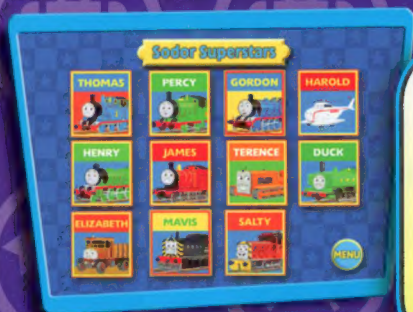 Sodor Superstars
THOMAS PERCY GORDON HAROLD
HENRY JAMES TERENCE DUCK
ELIZABETH MAVIS SALTY
MENU